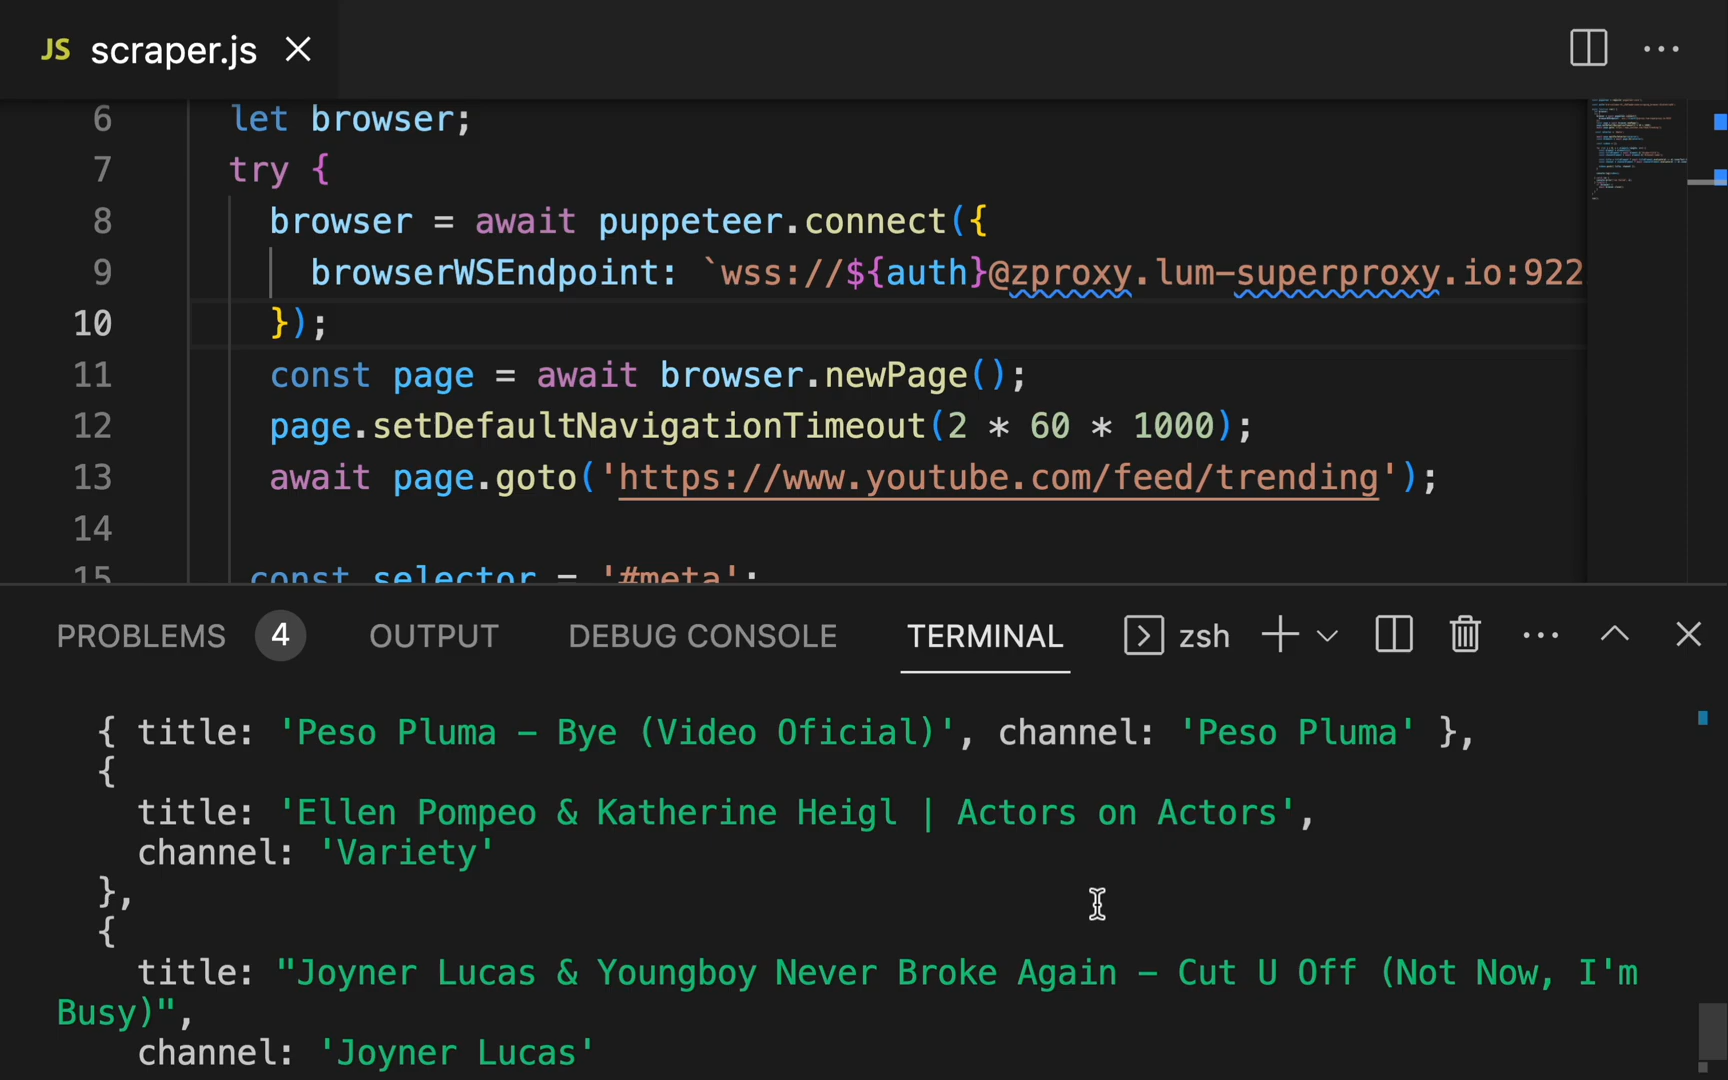 JS scraper.js
6 let browser;
7 try {
8 browser = await puppeteer.connect({
9 browserWSEndpoint: `wss://${auth}@zproxy.lum-superproxy.io:922
10 });
11 const page = await browser.newPage();
12 page.setDefaultNavigationTimeout(2 * 60 * 1000);
13 await page.goto('https://www.youtube.com/feed/trending');
14
15 const selector = '#meta';
PROBLEMS 4 OUTPUT DEBUG CONSOLE TERMINAL zsh
{ title: 'Peso Pluma - Bye (Video Oficial)', channel: 'Peso Pluma' },
{
title: 'Ellen Pompeo & Katherine Heigl | Actors on Actors',
channel: 'Variety'
},
{
title: "Joyner Lucas & Youngboy Never Broke Again - Cut U Off (Not Now, I'm
Busy)",
channel: 'Joyner Lucas'